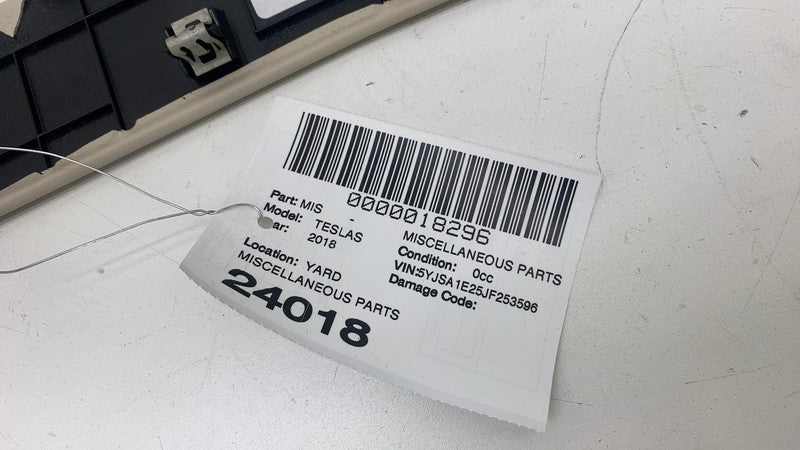 0000018296
Part: MIS - MISCELLANEOUS PARTS
Model: TESLAS Condition: 0cc
ar: 2018 VIN:5YJSA1E25JF253596
Location: YARD Damage Code:
MISCELLANEOUS PARTS
24018